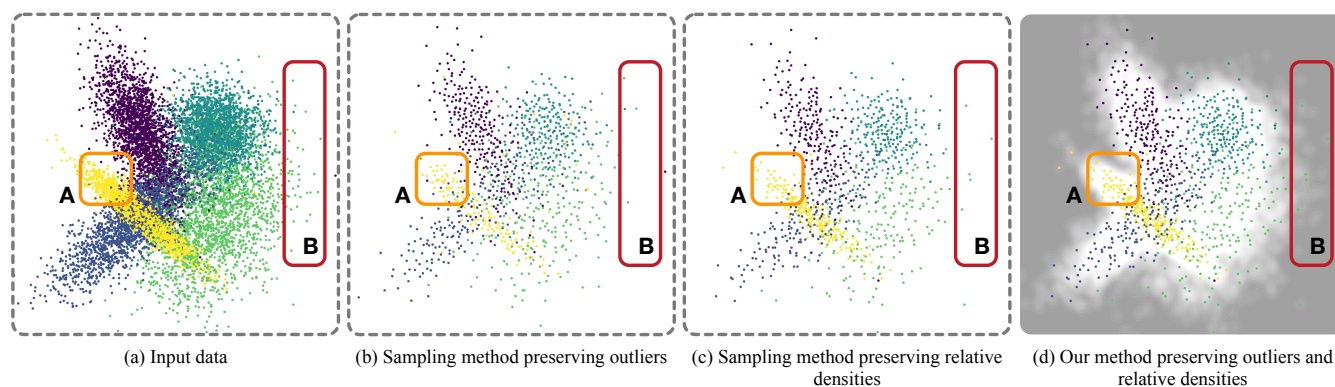 A
B
A
B
A
B
A
B
(a) Input data
(b) Sampling method preserving outliers
(c) Sampling method preserving relative
densities
(d) Our method preserving outliers and
relative densities